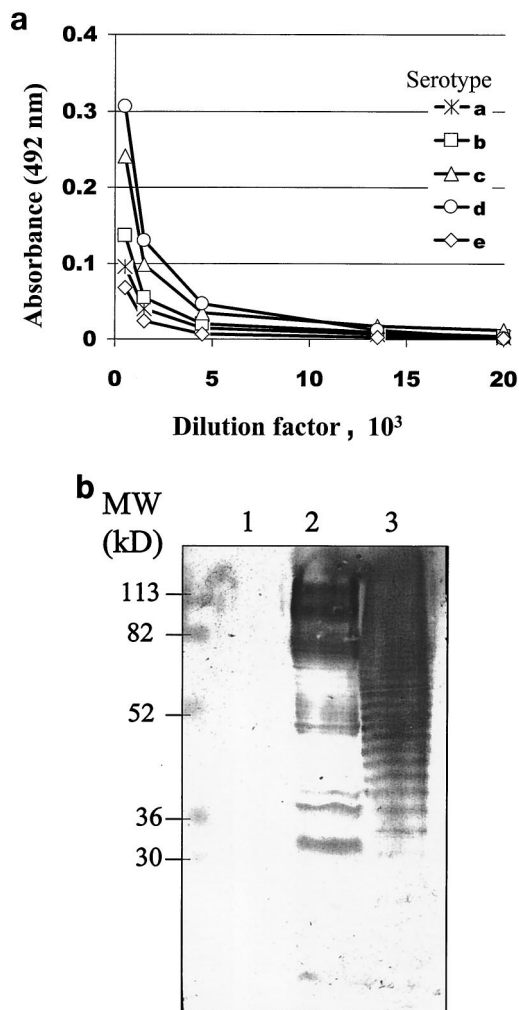 a
0.4
0.3
0.2
0.1
0
Absorbance (492 nm)
Serotype
a
b
c
d
e
0 5 10 15 20
Dilution factor , 10³
b
MW
(kD)
1 2 3
113
82
52
36
30